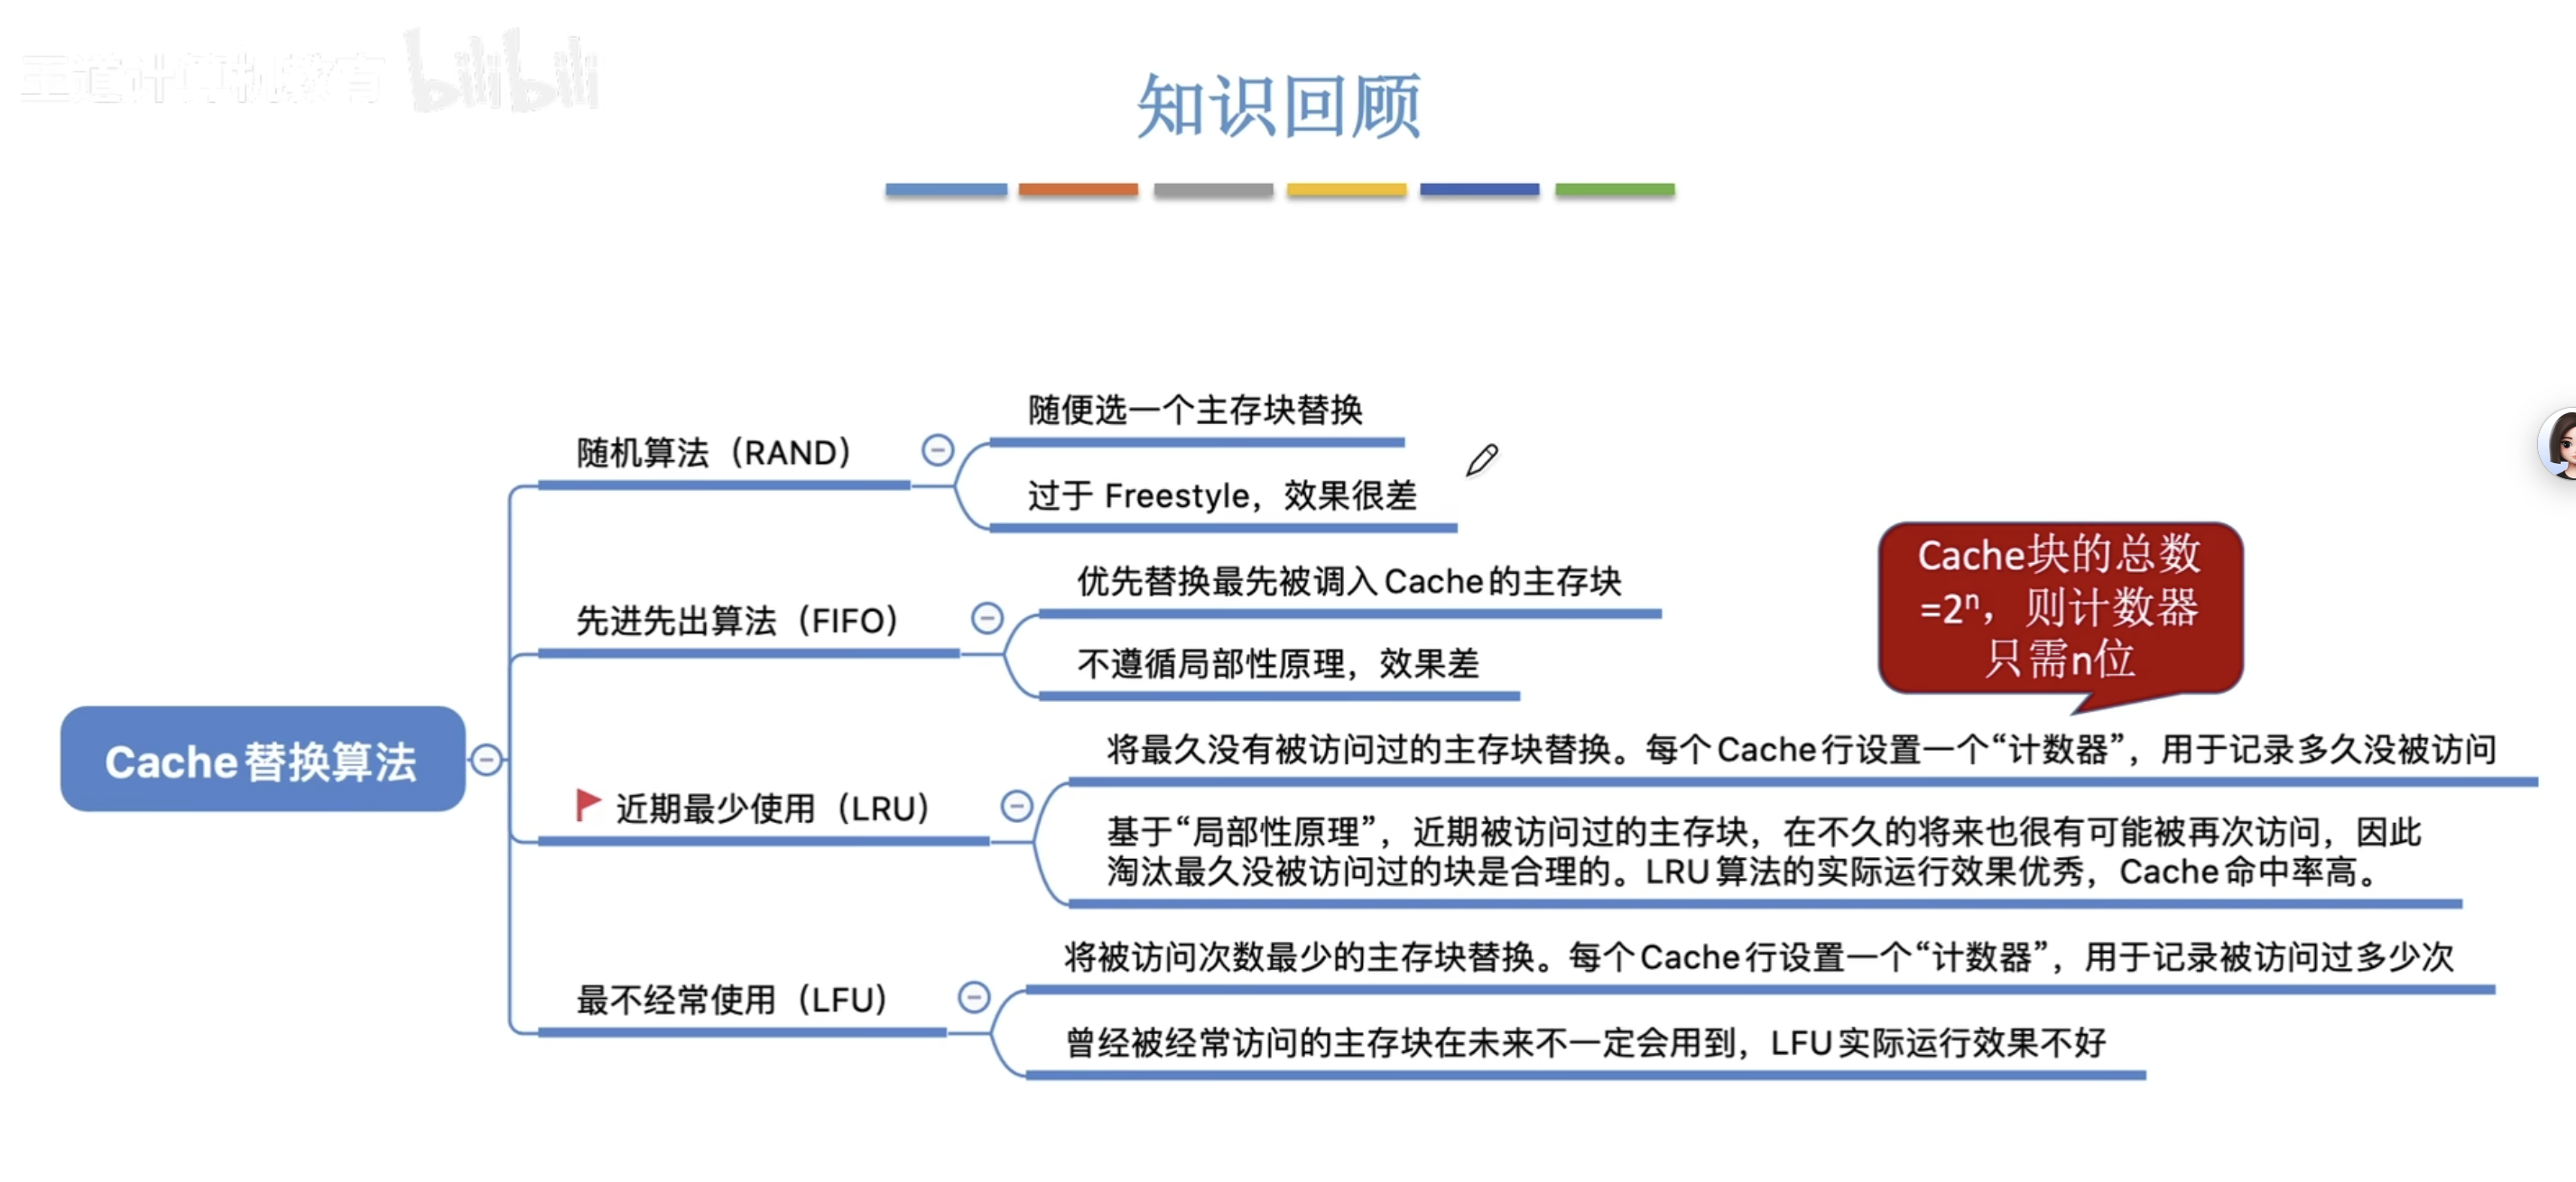 王道计算机教育 bilibili
知识回顾
随便选一个主存块替换
随机算法（RAND）
过于 Freestyle，效果很差
优先替换最先被调入Cache的主存块
先进先出算法（FIFO）
不遵循局部性原理，效果差
Cache块的总数
=2ⁿ，则计数器
只需n位
Cache替换算法
将最久没有被访问过的主存块替换。每个Cache行设置一个“计数器”，用于记录多久没被访问
近期最少使用（LRU）
基于“局部性原理”，近期被访问过的主存块，在不久的将来也很有可能被再次访问，因此
淘汰最久没被访问过的块是合理的。LRU算法的实际运行效果优秀，Cache命中率高。
将被访问次数最少的主存块替换。每个Cache行设置一个“计数器”，用于记录被访问过多少次
最不经常使用（LFU）
曾经被经常访问的主存块在未来不一定会用到，LFU实际运行效果不好